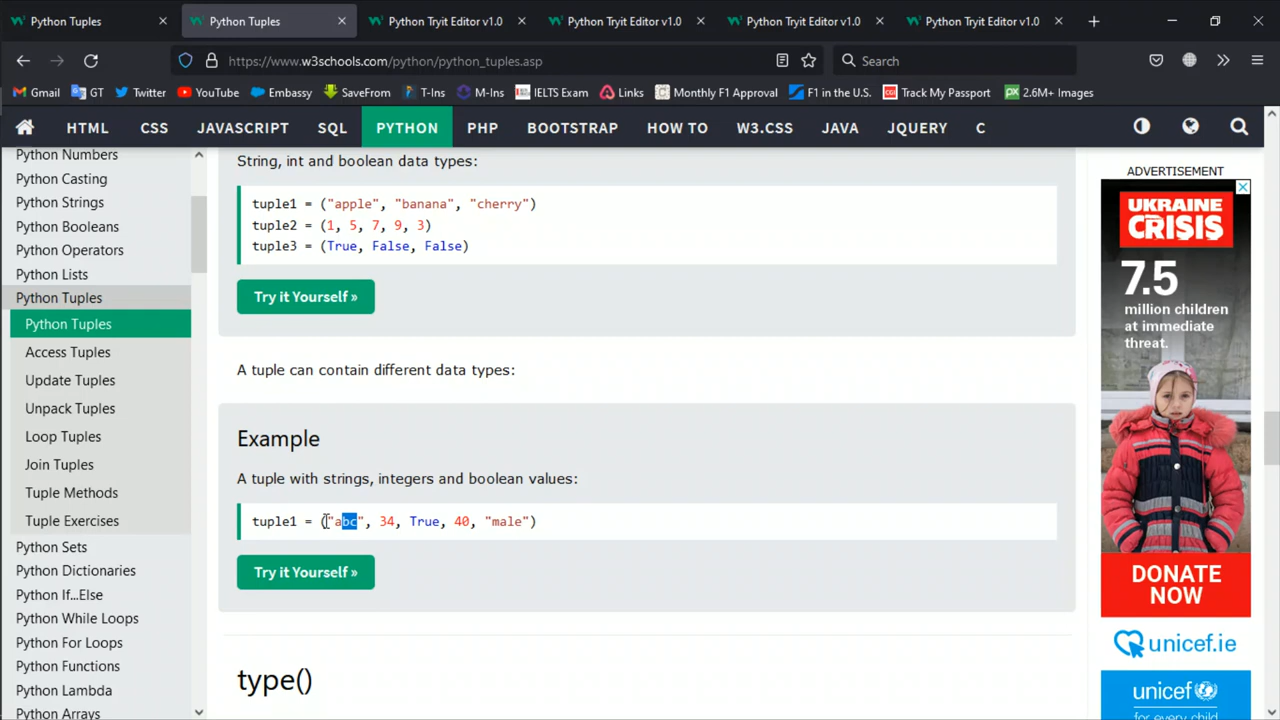 Python Tuples
Python Tuples
Python Tryit Editor v1.0
Python Tryit Editor v1.0
Python Tryit Editor v1.0
Python Tryit Editor v1.0
https://www.w3schools.com/python/python_tuples.asp
Search
Gmail
GT
Twitter
YouTube
Embassy
SaveFrom
T-Ins
M-Ins
IELTS Exam
Links
Monthly F1 Approval
F1 in the U.S.
Track My Passport
2.6M+ Images
HTML
CSS
JAVASCRIPT
SQL
PYTHON
PHP
BOOTSTRAP
HOW TO
W3.CSS
JAVA
JQUERY
C
Python Numbers
Python Casting
Python Strings
Python Booleans
Python Operators
Python Lists
Python Tuples
Python Tuples
Access Tuples
Update Tuples
Unpack Tuples
Loop Tuples
Join Tuples
Tuple Methods
Tuple Exercises
Python Sets
Python Dictionaries
Python If...Else
Python While Loops
Python For Loops
Python Functions
Python Lambda
Python Arrays
String, int and boolean data types:
tuple1 = ("apple", "banana", "cherry")
tuple2 = (1, 5, 7, 9, 3)
tuple3 = (True, False, False)
Try it Yourself »
A tuple can contain different data types:
Example
A tuple with strings, integers and boolean values:
tuple1 = ("abc", 34, True, 40, "male")
Try it Yourself »
type()
ADVERTISEMENT
UKRAINE
CRISIS
7.5
million children
at immediate
threat.
DONATE
NOW
unicef.ie
unicef
for every child